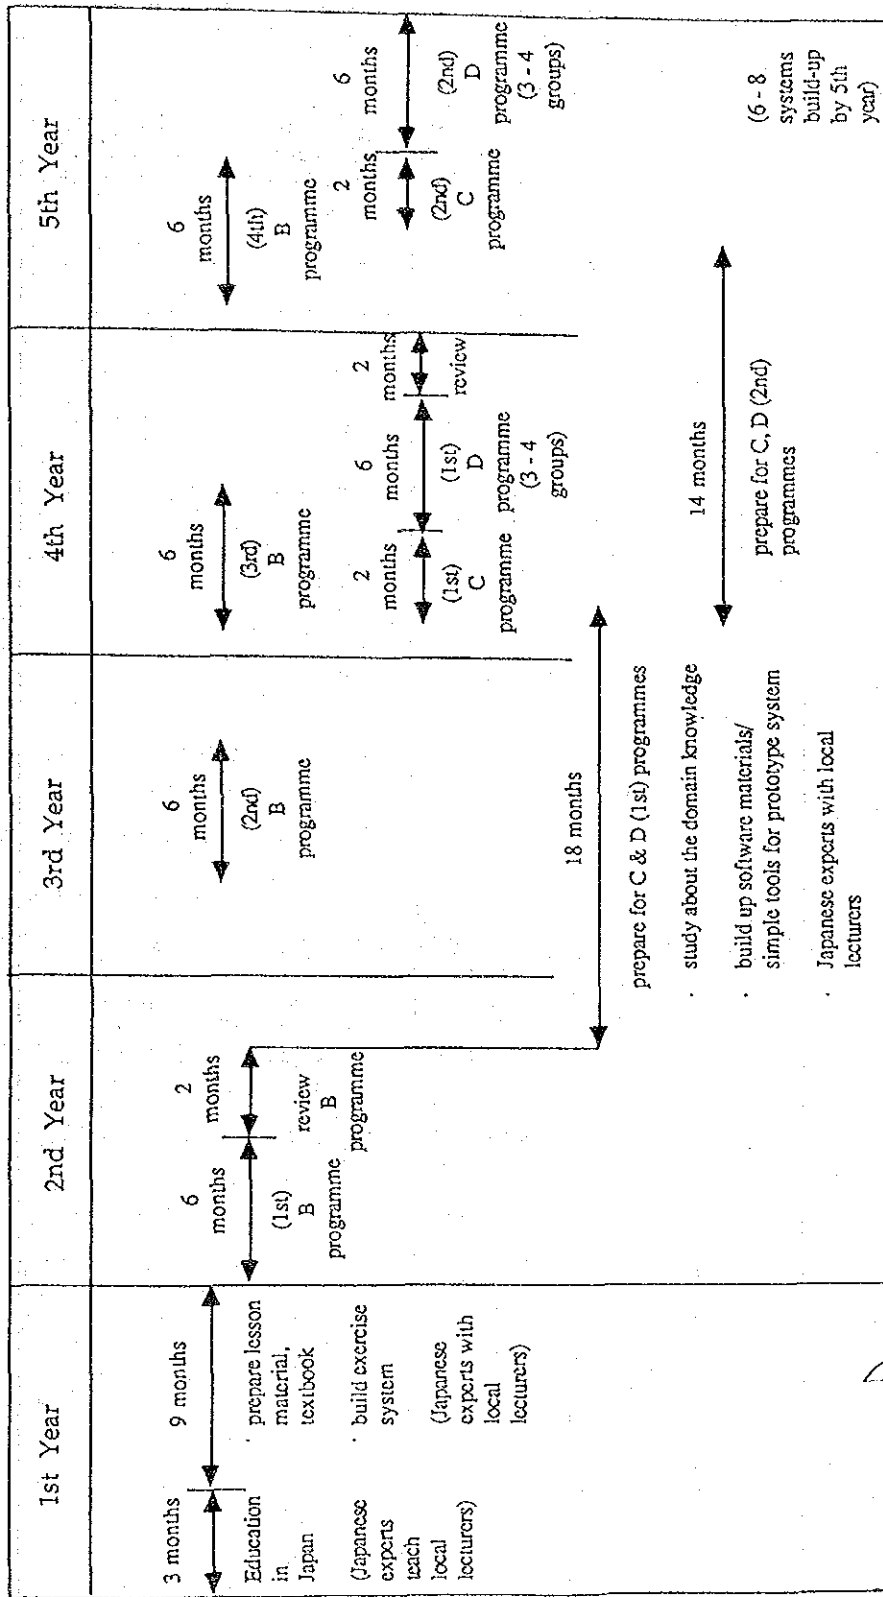 1st Year
3 months
Education
in
Japan
(Japanese
experts
teach
local
lecturers)
9 months
· prepare lesson
material,
textbook
· build exercise
system
(Japanese
experts with
local
lecturers)
2nd Year
6
months
(1st)
B
programme
2
months
review
B
programme
3rd Year
6
months
(2nd)
B
programme
18 months
prepare for C & D (1st) programmes
· study about the domain knowledge
· build up software materials/
simple tools for prototype system
· Japanese experts with local
lecturers
4th Year
6
months
(3rd)
B
programme
2
months
(1st)
C
programme
6
months
(1st)
D
programme
(3 - 4
groups)
2
months
review
14 months
prepare for C, D (2nd)
programmes
5th Year
6
months
(4th)
B
programme
2
months
(2nd)
C
programme
6
months
(2nd)
D
programme
(3 - 4
groups)
(6 - 8
systems
build-up
by 5th
year)